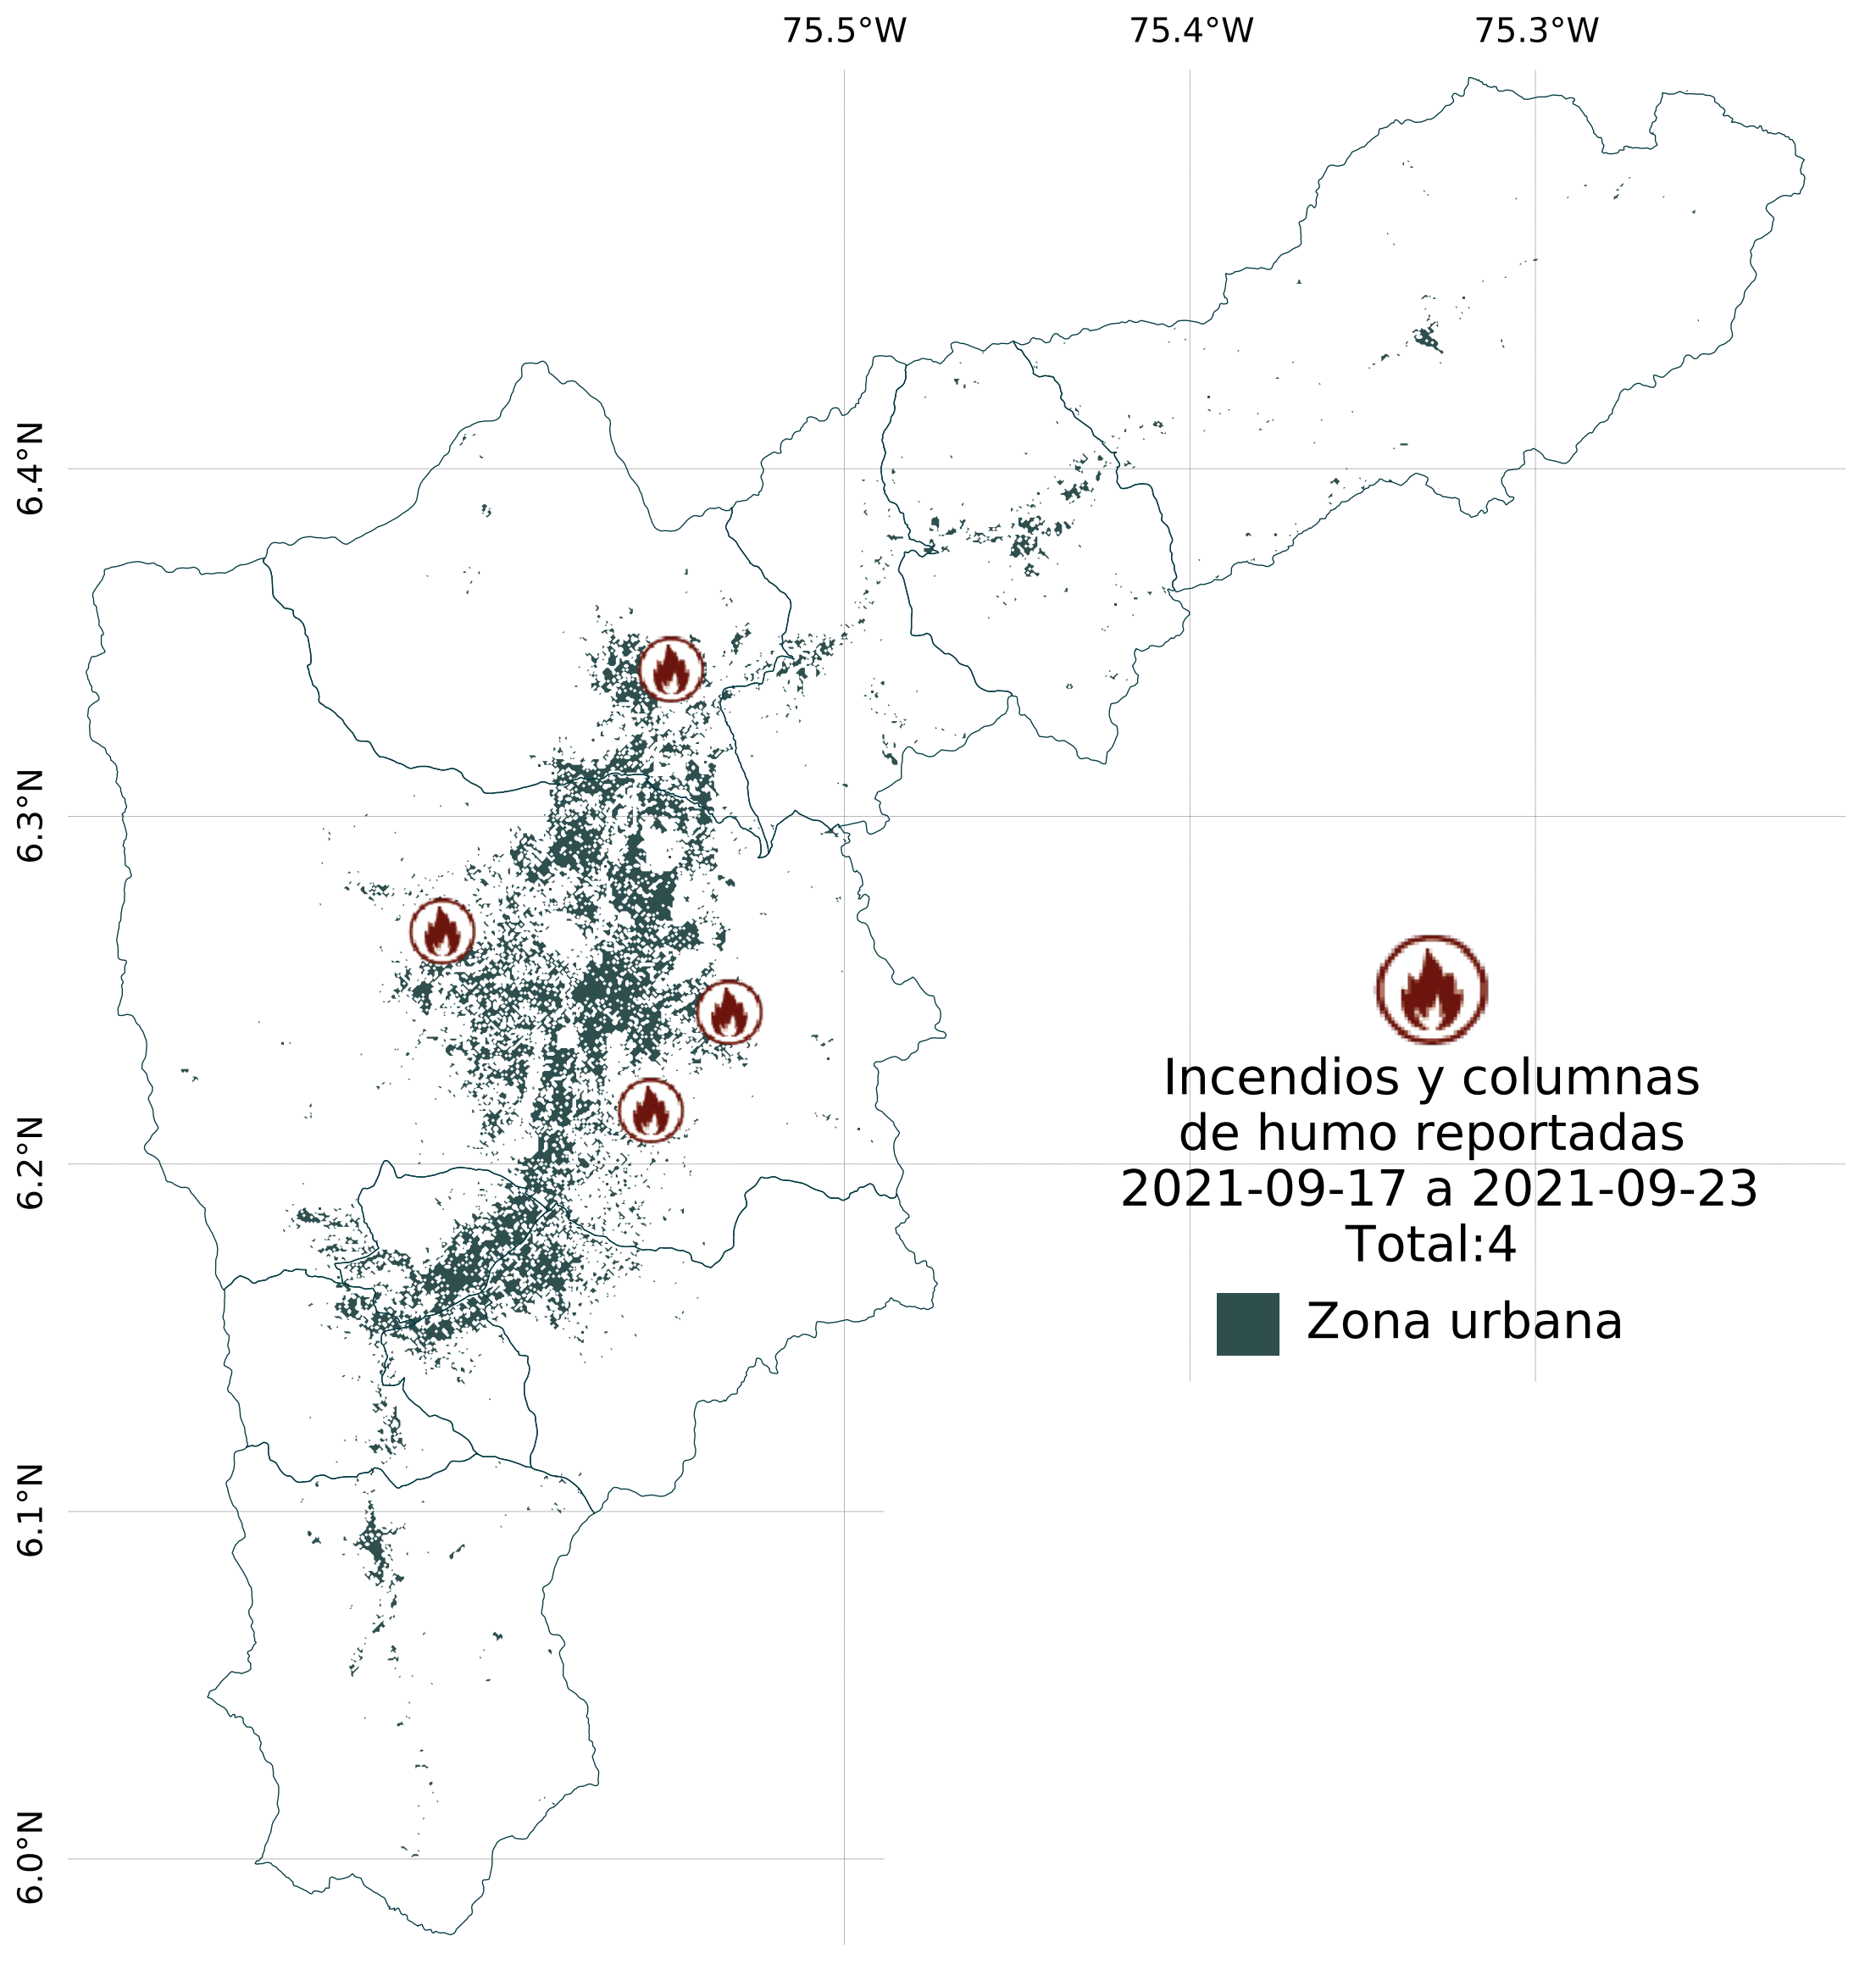 75.5°W
75.4°W
75.3°W
6.4°N
6.3°N
6.2°N
6.1°N
6.0°N
Incendios y columnas
de humo reportadas
2021-09-17 a 2021-09-23
Total:4
Zona urbana